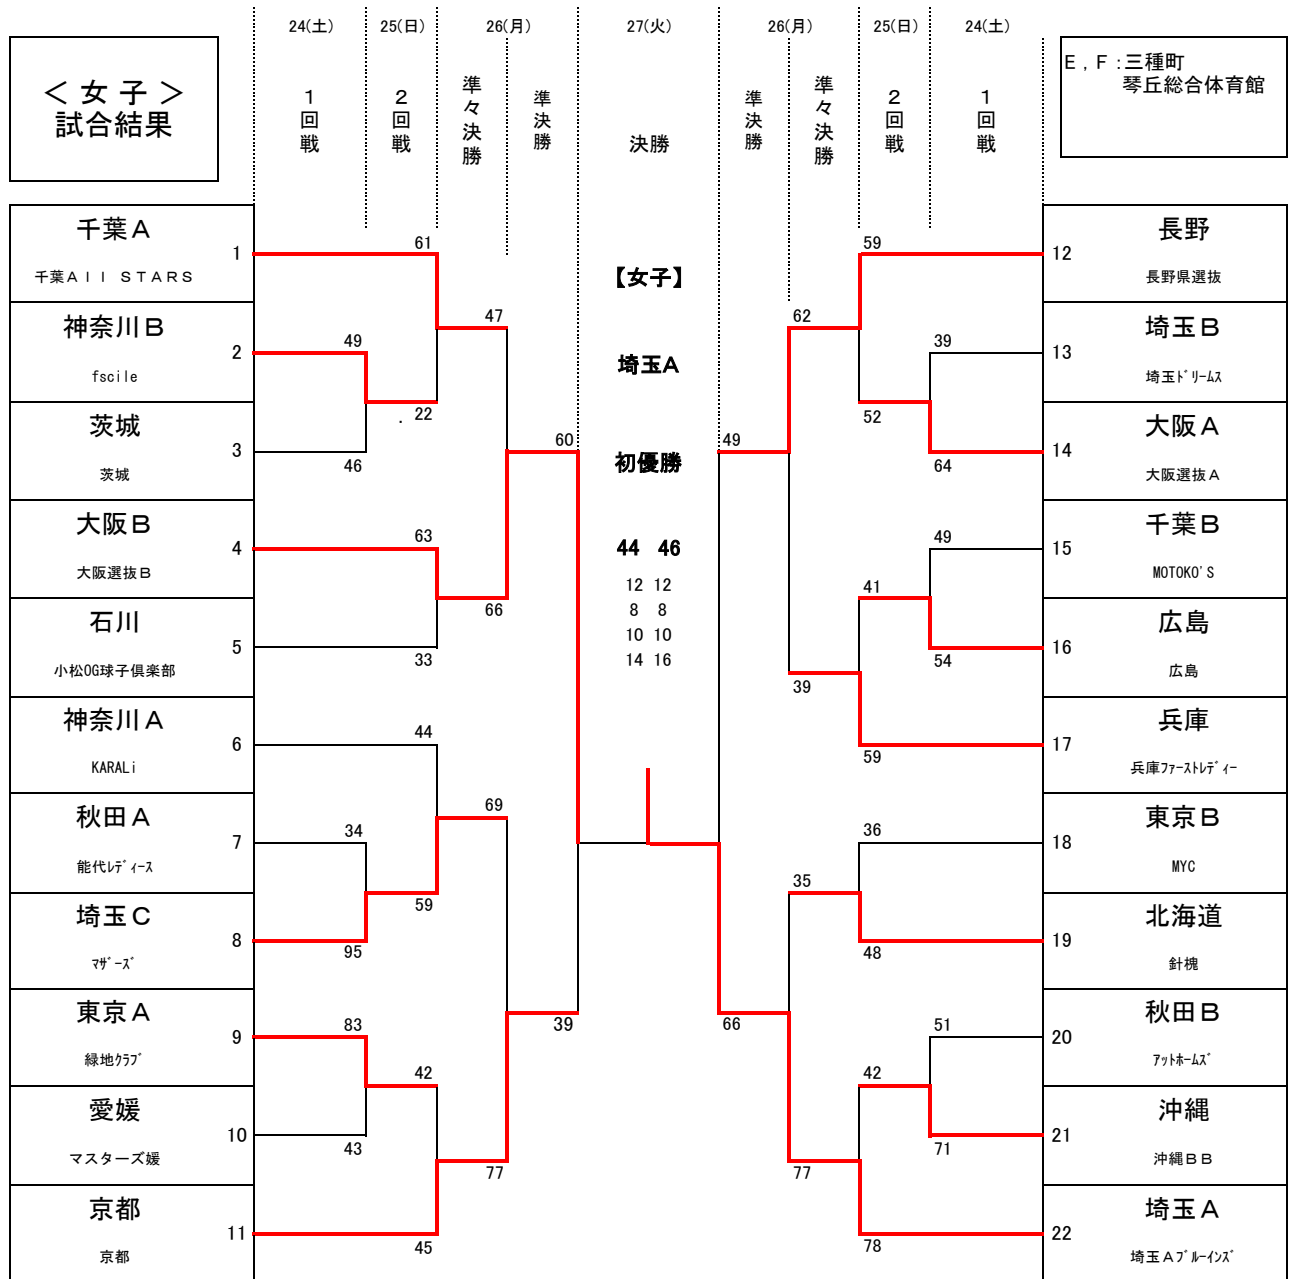 24(土) 25(日) 26(月) 27(火) 26(月) 25(日) 24(土)
＜ 女 子 ＞
試合結果
1回戦
2回戦
準々決勝
準決勝
決勝
準決勝
準々決勝
2回戦
1回戦
E , F :三種町
琴丘総合体育館
千葉A
1
千葉All STARS
神奈川B
2
fscile
茨城
3
茨城
大阪B
4
大阪選抜B
石川
5
小松OG球子倶楽部
神奈川A
6
KARALi
秋田A
7
能代ﾚﾃﾞｨｰｽ
埼玉C
8
ﾏｻﾞｰｽﾞ
東京A
9
緑地ｸﾗﾌﾞ
愛媛
10
マスターズ媛
京都
11
京都
61
49
22
.
46
47
63
66
33
60
44
34
69
59
95
83
39
42
43
77
45
【女子】
埼玉A
初優勝
44 46
12 12
8 8
10 10
14 16
59
62
39
52
49
64
49
41
54
39
59
36
35
48
66
51
42
71
77
78
長野
12
長野県選抜
埼玉B
13
埼玉ﾄﾞﾘｰﾑｽ
大阪A
14
大阪選抜A
千葉B
15
MOTOKO'S
広島
16
広島
兵庫
17
兵庫ﾌｧｰｽﾄﾚﾃﾞｨｰ
東京B
18
MYC
北海道
19
針槐
秋田B
20
ｱｯﾄﾎｰﾑｽﾞ
沖縄
21
沖縄BB
埼玉A
22
埼玉Aﾌﾞﾙｰｲﾝｽﾞ